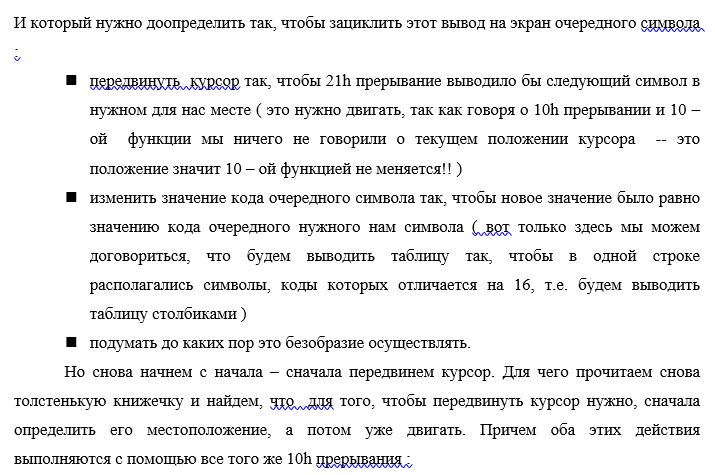 И который нужно доопределить так, чтобы зациклить этот вывод на экран очередного символа
:
■ передвинуть курсор так, чтобы 21h прерывание выводило бы следующий символ в
нужном для нас месте ( это нужно двигать, так как говоря о 10h прерывании и 10 –
ой функции мы ничего не говорили о текущем положении курсора -- это
положение значит 10 – ой функцией не меняется!! )
■ изменить значение кода очередного символа так, чтобы новое значение было равно
значению кода очередного нужного нам символа ( вот только здесь мы можем
договориться, что будем выводить таблицу так, чтобы в одной строке
располагались символы, коды которых отличается на 16, т.е. будем выводить
таблицу столбиками )
■ подумать до каких пор это безобразие осуществлять.
Но снова начнем с начала – сначала передвинем курсор. Для чего прочитаем снова
толстенькую книжечку и найдем, что для того, чтобы передвинуть курсор нужно, сначала
определить его местоположение, а потом уже двигать. Причем оба этих действия
выполняются с помощью все того же 10h прерывания :